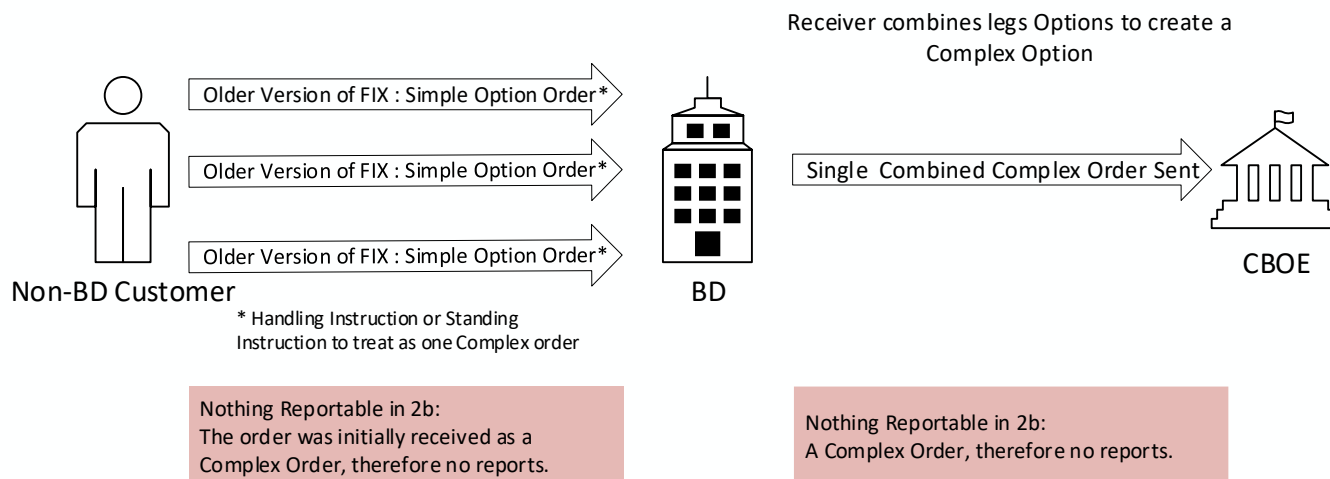 Receiver combines legs Options to create a
Complex Option
Older Version of FIX : Simple Option Order*
Older Version of FIX : Simple Option Order*
Single Combined Complex Order Sent
Older Version of FIX : Simple Option Order*
Non-BD Customer
BD
CBOE
* Handling Instruction or Standing
Instruction to treat as one Complex order
Nothing Reportable in 2b:
The order was initially received as a
Complex Order, therefore no reports.
Nothing Reportable in 2b:
A Complex Order, therefore no reports.